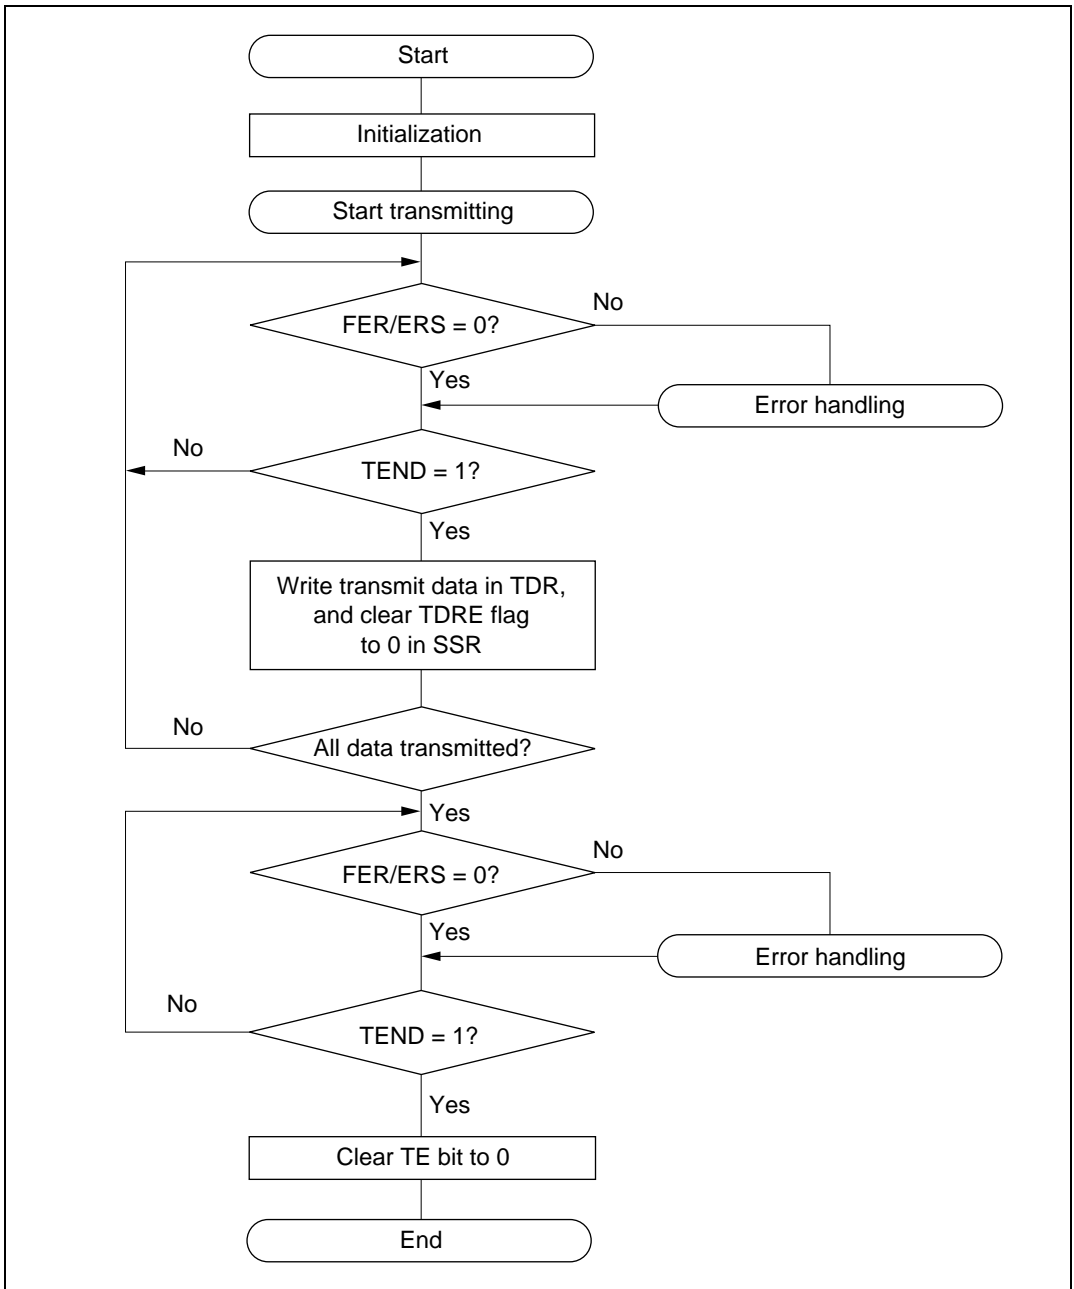 Start
Initialization
Start transmitting
No
FER/ERS = 0?
Yes
Error handling
No
TEND = 1?
Yes
Write transmit data in TDR,
and clear TDRE flag
to 0 in SSR
No
All data transmitted?
Yes
No
FER/ERS = 0?
Yes
Error handling
No
TEND = 1?
Yes
Clear TE bit to 0
End